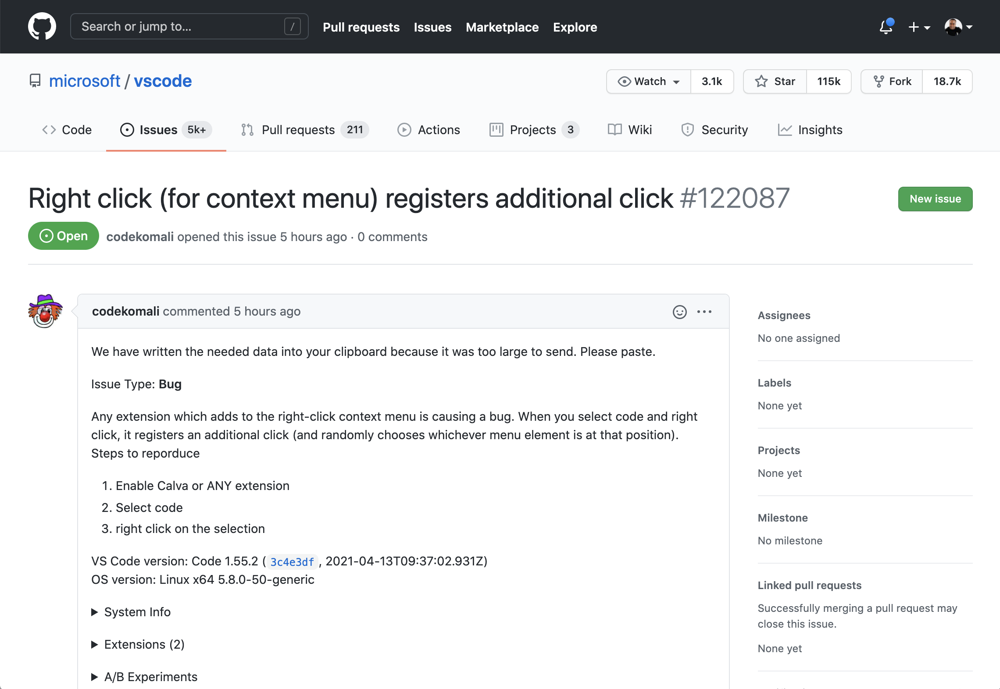 Search or jump to... /
Pull requests Issues Marketplace Explore
microsoft / vscode
Watch 3.1k
Star 115k
Fork 18.7k
Code
Issues 5k+
Pull requests 211
Actions
Projects 3
Wiki
Security
Insights
Right click (for context menu) registers additional click #122087
New issue
Open
codekomali opened this issue 5 hours ago · 0 comments
codekomali commented 5 hours ago
We have written the needed data into your clipboard because it was too large to send. Please paste.
Issue Type: Bug
Any extension which adds to the right-click context menu is causing a bug. When you select code and right
click, it registers an additional click (and randomly chooses whichever menu element is at that position).
Steps to reporduce
1. Enable Calva or ANY extension
2. Select code
3. right click on the selection
VS Code version: Code 1.55.2 (3c4e3df, 2021-04-13T09:37:02.931Z)
OS version: Linux x64 5.8.0-50-generic
System Info
Extensions (2)
A/B Experiments
Assignees
No one assigned
Labels
None yet
Projects
None yet
Milestone
No milestone
Linked pull requests
Successfully merging a pull request may
close this issue.
None yet